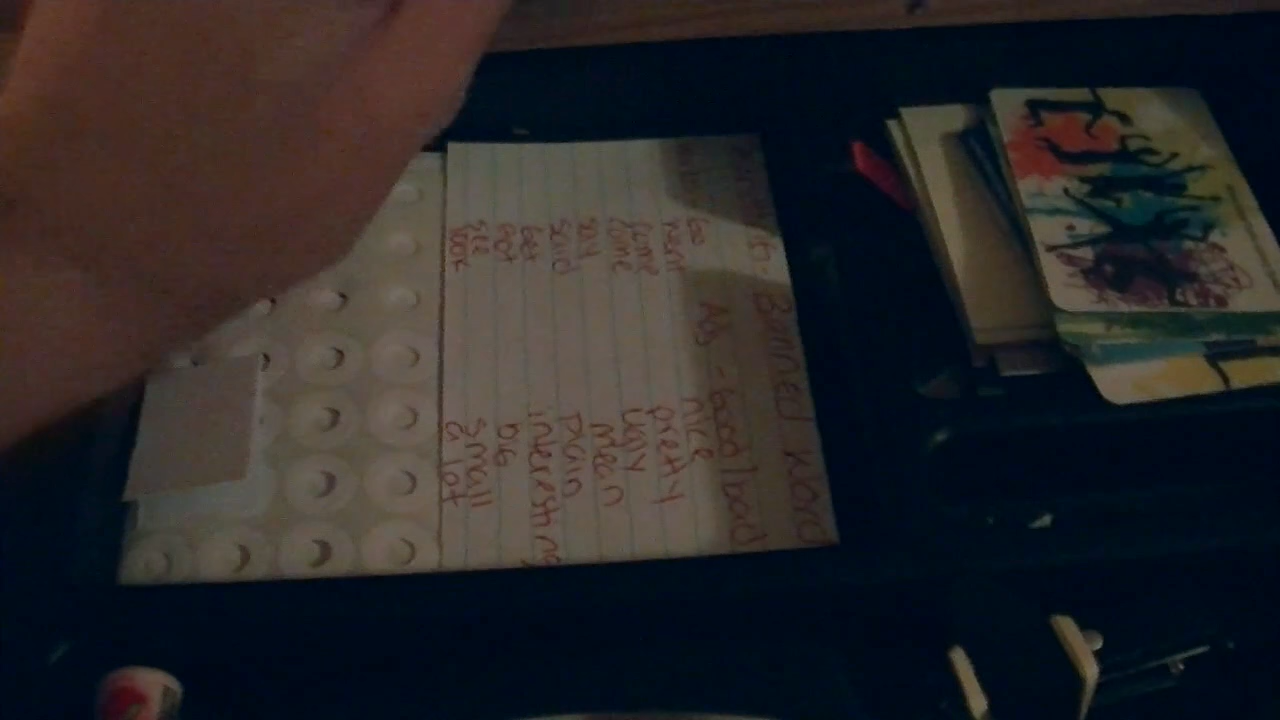 Banned Word
Go
went
come
came
say
said
get
got
see
look
Adj - Good/bad
nice
pretty
ugly
mean
plain
interesting
big
small
a lot